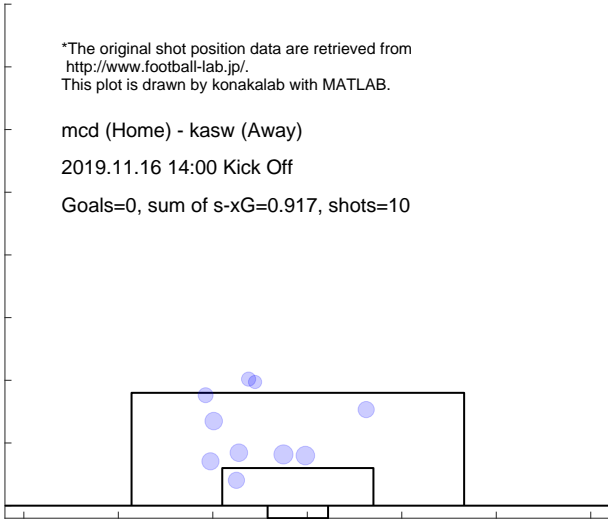 *The original shot position data are retrieved from
http://www.football-lab.jp/.
This plot is drawn by konakalab with MATLAB.
mcd (Home) - kasw (Away)
2019.11.16 14:00 Kick Off
Goals=0, sum of s-xG=0.917, shots=10